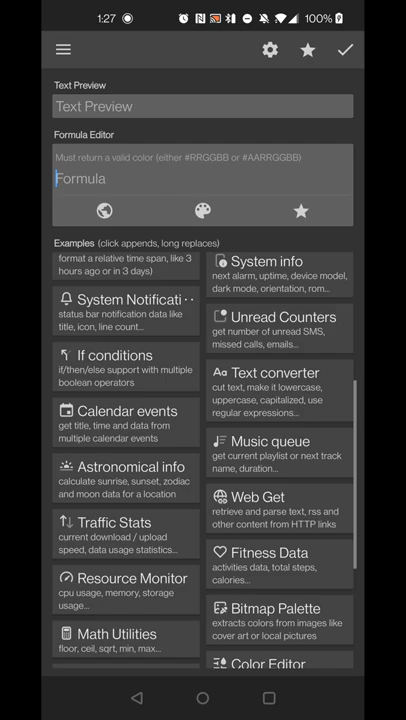 1:27
100%
Text Preview
Text Preview
Formula Editor
Must return a valid color (either #RRGGBB or #AARRGGBB)
Formula
Examples (click appends, long replaces)
format a relative time span, like 3
hours ago or in 3 days)
System Notificati··
status bar notification data like
title, icon, line count...
If conditions
if/then/else support with multiple
boolean operators
Calendar events
get title, time and data from
multiple calendar events
Astronomical info
calculate sunrise, sunset, zodiac
and moon data for a location
Traffic Stats
current download / upload
speed, data usage statistics...
Resource Monitor
cpu usage, memory, storage
usage...
Math Utilities
floor, ceil, sqrt, min, max...
System info
next alarm, uptime, device model,
dark mode, orientation, rom...
Unread Counters
get number of unread SMS,
missed calls, emails...
Aa Text converter
cut text, make it lowercase,
uppercase, capitalized, use
regular expressions...
Music queue
get current playlist or next track
name, duration...
Web Get
retrieve and parse text, rss and
other content from HTTP links
Fitness Data
activities data, total steps,
calories...
Bitmap Palette
extracts colors from images like
cover art or local pictures
Color Editor